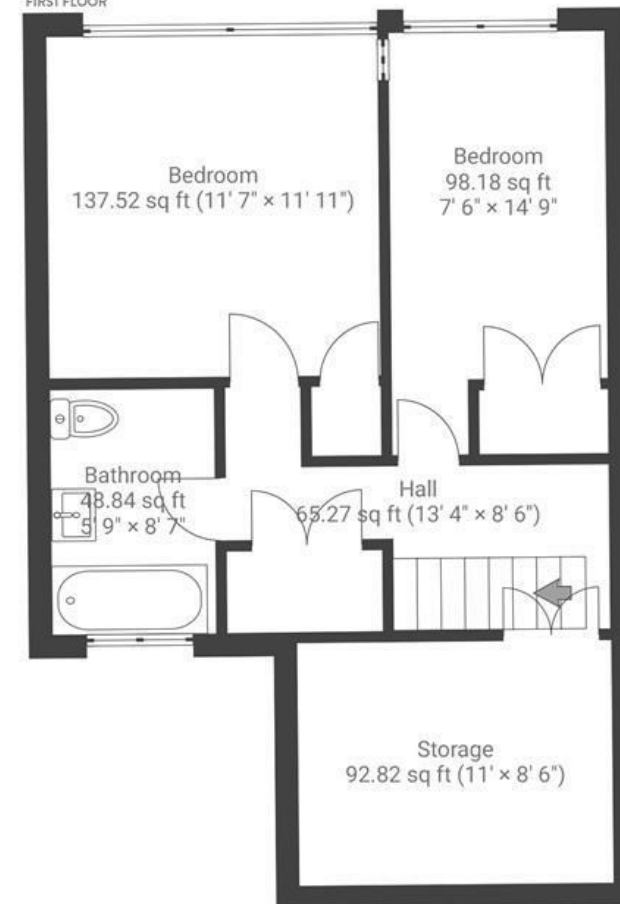 FIRST FLOOR
Bedroom
137.52 sq ft (11' 7" × 11' 11")
Bedroom
98.18 sq ft
7' 6" × 14' 9"
Bathroom
48.84 sq ft
5' 9" × 8' 7"
Hall
65.27 sq ft (13' 4" × 8' 6")
Storage
92.82 sq ft (11' × 8' 6")